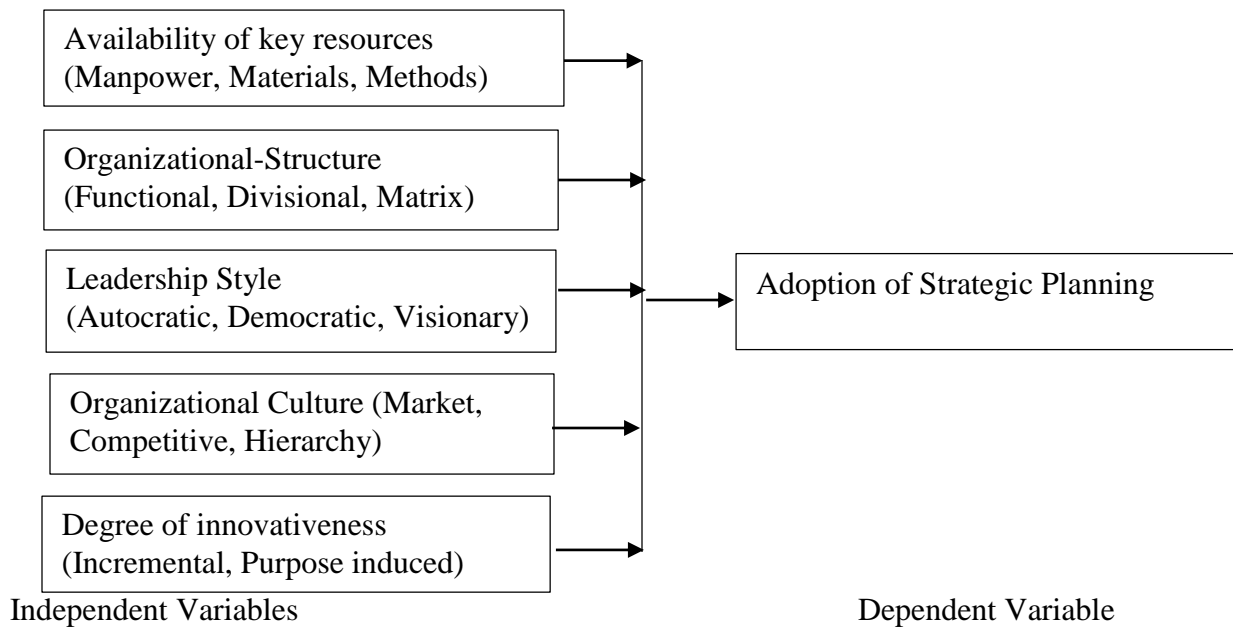 Availability of key resources
(Manpower, Materials, Methods)
Organizational-Structure
(Functional, Divisional, Matrix)
Leadership Style
(Autocratic, Democratic, Visionary)
Adoption of Strategic Planning
Organizational Culture (Market,
Competitive, Hierarchy)
Degree of innovativeness
(Incremental, Purpose induced)
Independent Variables
Dependent Variable